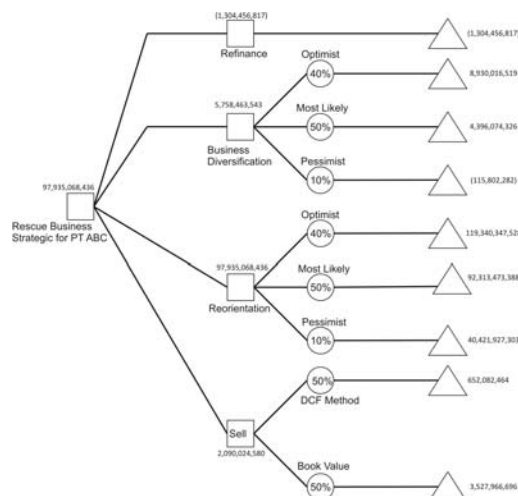 (1,304,456,817)
Refinance
(1,304,456,817)
Optimist
40%
8,930,016,519
5,758,463,543
Business
Diversification
Most Likely
50%
4,396,074,326
Pessimist
10%
(115,802,282)
97,935,068,436
Rescue Business
Strategic for PT ABC
Optimist
40%
119,340,347,528
97,935,068,436
Reorientation
Most Likely
50%
92,313,473,388
Pessimist
10%
40,421,927,301
50%
DCF Method
652,082,464
Sell
2,090,024,580
Book Value
50%
3,527,966,696